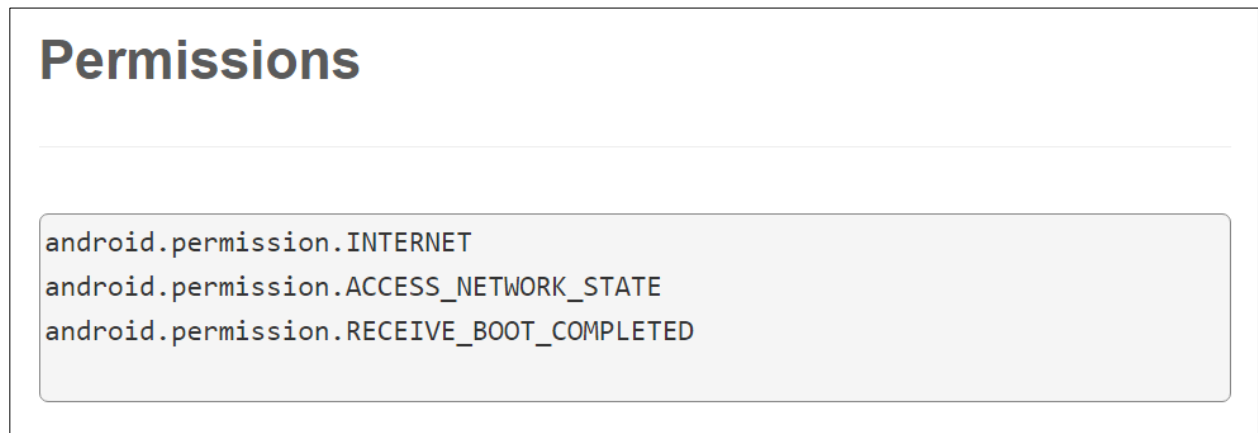 Permissions
android.permission.INTERNET
android.permission.ACCESS_NETWORK_STATE
android.permission.RECEIVE_BOOT_COMPLETED